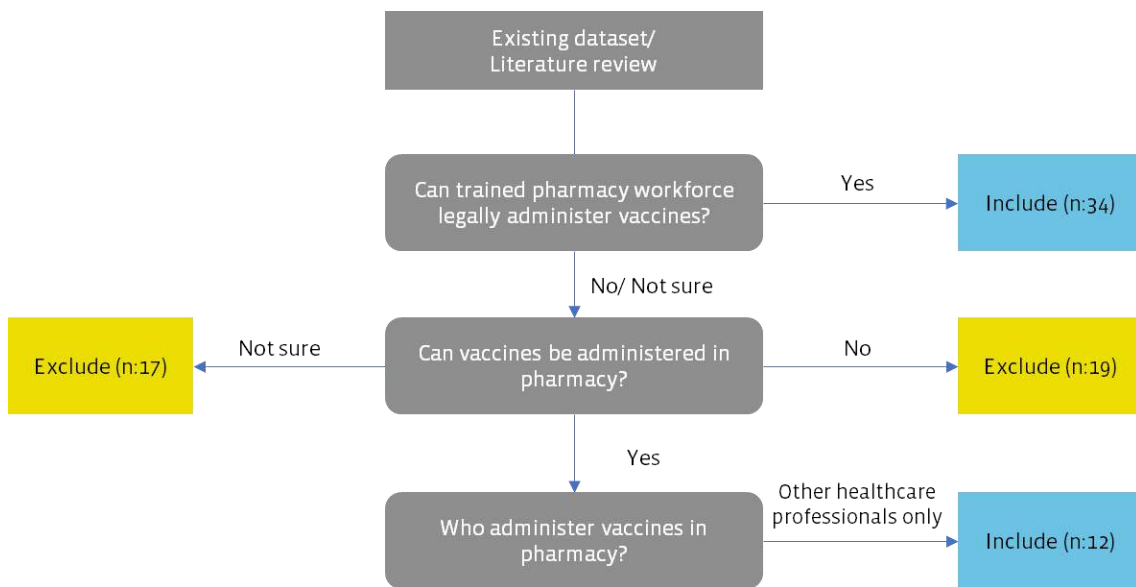 Existing dataset/
Literature review
Can trained pharmacy workforce
legally administer vaccines?
Yes
Include (n:34)
No/ Not sure
Exclude (n:17)
Not sure
Can vaccines be administered in
pharmacy?
No
Exclude (n:19)
Yes
Who administer vaccines in
pharmacy?
Other healthcare
professionals only
Include (n:12)